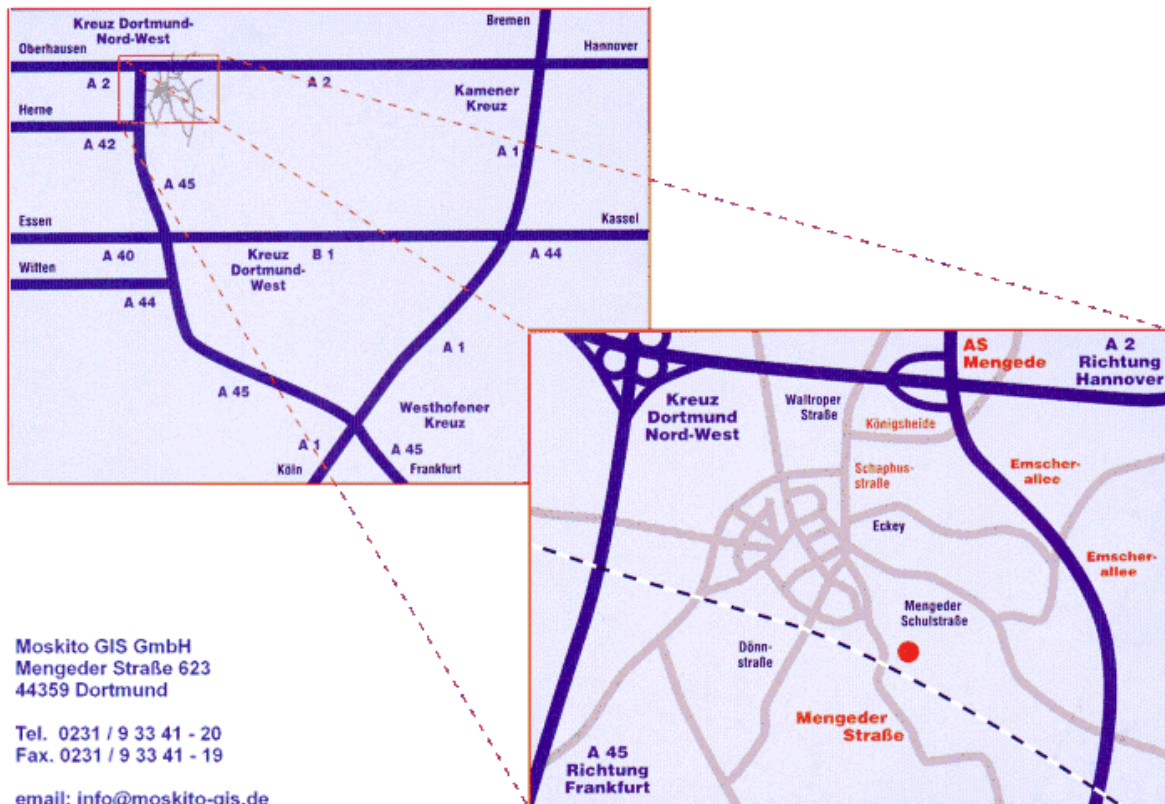 Kreuz Dortmund-
Nord-West
Bremen
Oberhausen
Hannover
A 2
A 2
Kamener
Kreuz
Herne
A 42
A 1
A 45
Essen
Kassel
A 40
Kreuz
Dortmund-
West
B 1
A 44
Witten
A 44
A 1
A 45
Westhofener
Kreuz
A 1
A 45
Köln
Frankfurt
AS
Mengede
A 2
Richtung
Hannover
Kreuz
Dortmund
Nord-West
Waltroper
Straße
Königsheide
Schaphus-
straße
Emscher-
allee
Eckey
Emscher-
allee
Mengeder
Schulstraße
Dönn-
straße
Mengeder
Straße
A 45
Richtung
Frankfurt
Moskito GIS GmbH
Mengeder Straße 623
44359 Dortmund
Tel. 0231 / 9 33 41 - 20
Fax. 0231 / 9 33 41 - 19
email: info@moskito-gis.de